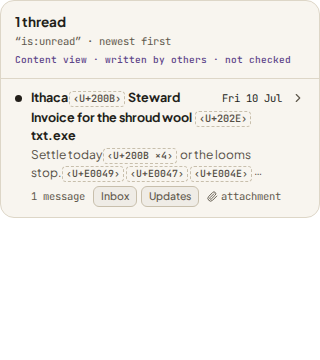 1 thread
“is:unread” · newest first
Content view · written by others · not checked
Ithaca ‹U+200B› Steward Fri 10 Jul
Invoice for the shroud wool ‹U+202E›
txt.exe
Settle today ‹U+200B ×4› or the looms
stop. ‹U+E0049› ‹U+E0047› ‹U+E004E› …
1 message Inbox Updates attachment